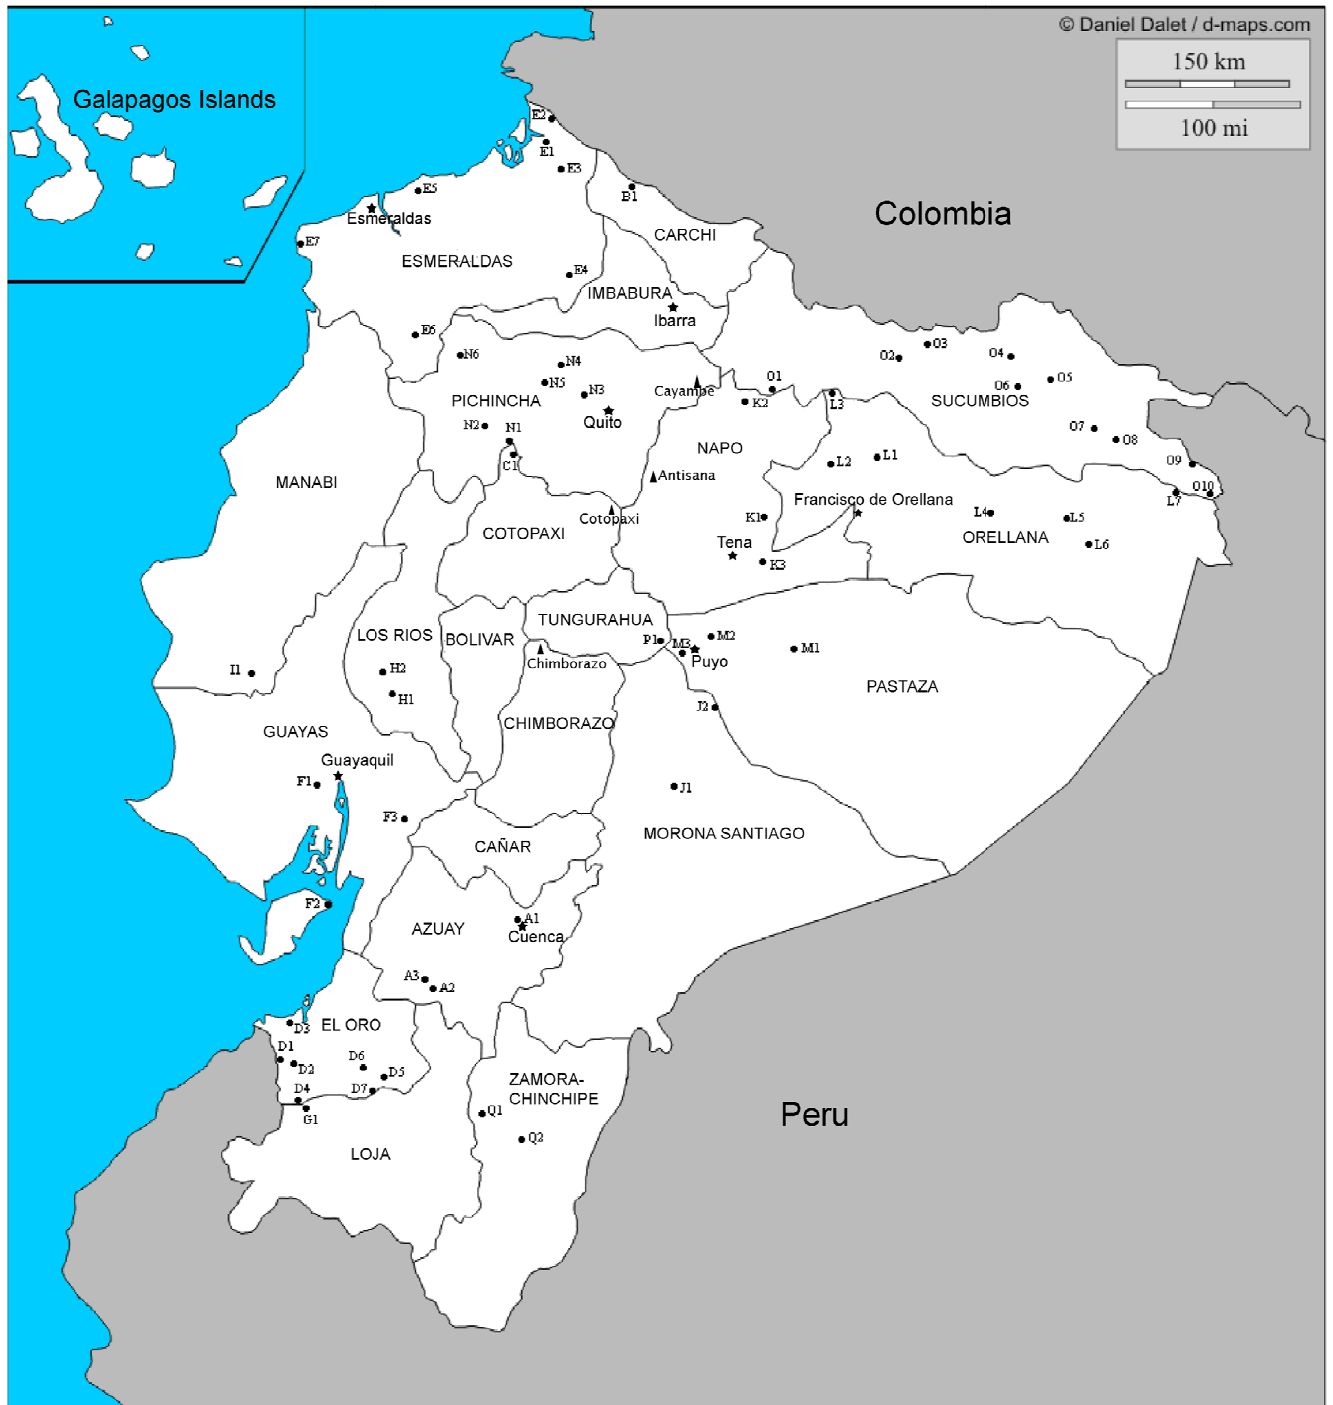 © Daniel Dalet / d-maps.com
150 km
100 mi
Galapagos Islands
E2
E1
E3
B1
E5
Esmeraldas
Colombia
CARCHI
E7
ESMERALDAS
E4
IMBABURA
Ibarra
E6
N6
N4
O2
O3
O4
N5
N3
Cayambe
O1
O6
O5
PICHINCHA
K2
L3
SUCUMBIOS
Quito
N2
N1
O7
O8
NAPO
C1
L2
L1
O9
MANABI
Antisana
O10
L7
Francisco de Orellana
Cotopaxi
K1
L4
L5
COTOPAXI
ORELLANA
Tena
L6
K3
TUNGURAHUA
LOS RIOS
BOLIVAR
P1
M3
M2
M1
Puyo
Chimborazo
I1
H2
PASTAZA
H1
J2
CHIMBORAZO
GUAYAS
Guayaquil
F1
J1
F3
MORONA SANTIAGO
CAÑAR
F2
A1
AZUAY
Cuenca
A3
A2
D3
EL ORO
D1
D2
D6
D5
ZAMORA-
CHINCHIPE
D4
D7
G1
Q1
Peru
Q2
LOJA